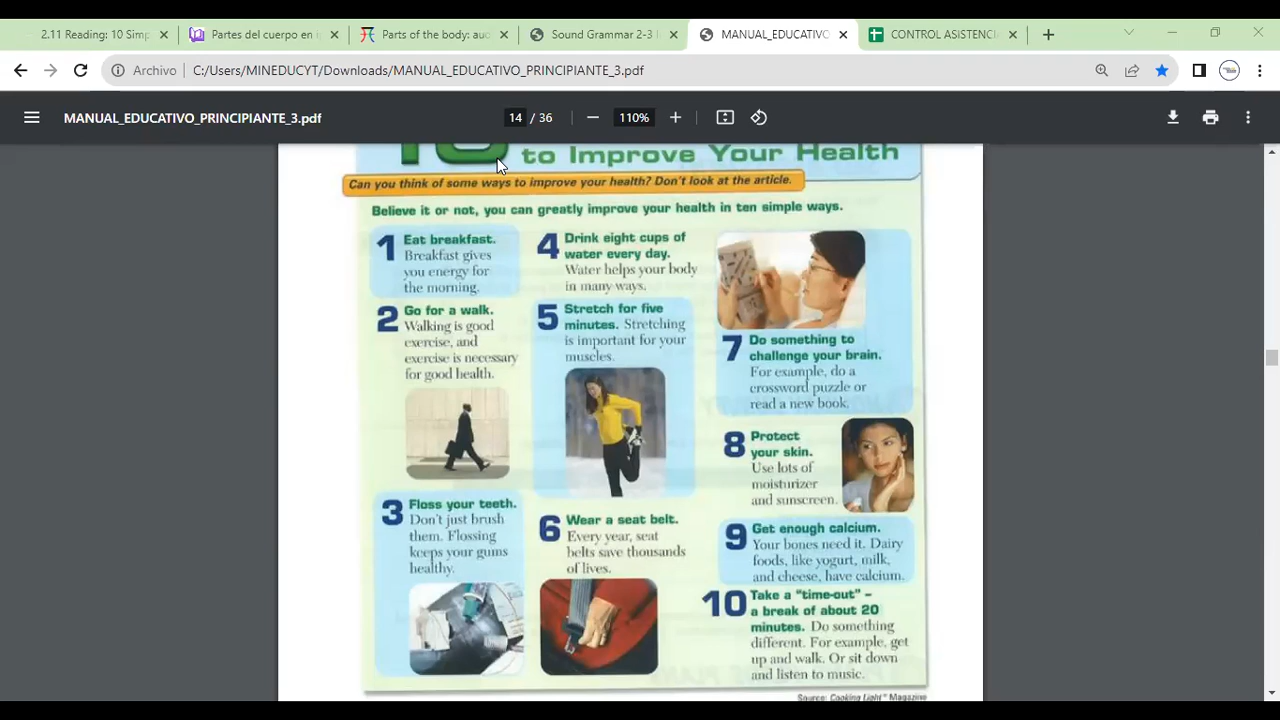 2.11 Reading: 10 Simp
Partes del cuerpo en i
Parts of the body: au
Sound Grammar 2-3 
MANUAL_EDUCATIVO_PRINCIPI
CONTROL ASISTENCI
Archivo
C:/Users/MINEDUCYT/Downloads/MANUAL_EDUCATIVO_PRINCIPIANTE_3.pdf
MANUAL_EDUCATIVO_PRINCIPIANTE_3.pdf
14 / 36
110%
10
to Improve Your Health
Can you think of some ways to improve your health? Don't look at the article.
Believe it or not, you can greatly improve your health in ten simple ways.
1 Eat breakfast.
Breakfast gives
you energy for
the morning.
2 Go for a walk.
Walking is good
exercise, and
exercise is necessary
for good health.
3 Floss your teeth.
Don't just brush
them. Flossing
keeps your gums
healthy.
4 Drink eight cups of
water every day.
Water helps your body
in many ways.
5 Stretch for five
minutes. Stretching
is important for your
muscles.
6 Wear a seat belt.
Every year, seat
belts save thousands
of lives.
7 Do something to
challenge your brain.
For example, do a
crossword puzzle or
read a new book.
8 Protect
your skin.
Use lots of
moisturizer
and sunscreen.
9 Get enough calcium.
Your bones need it. Dairy
foods, like yogurt, milk,
and cheese, have calcium.
10 Take a "time-out" –
a break of about 20
minutes. Do something
different. For example, get
up and walk. Or sit down
and listen to music.
Source: Cooking Light™ Magazine